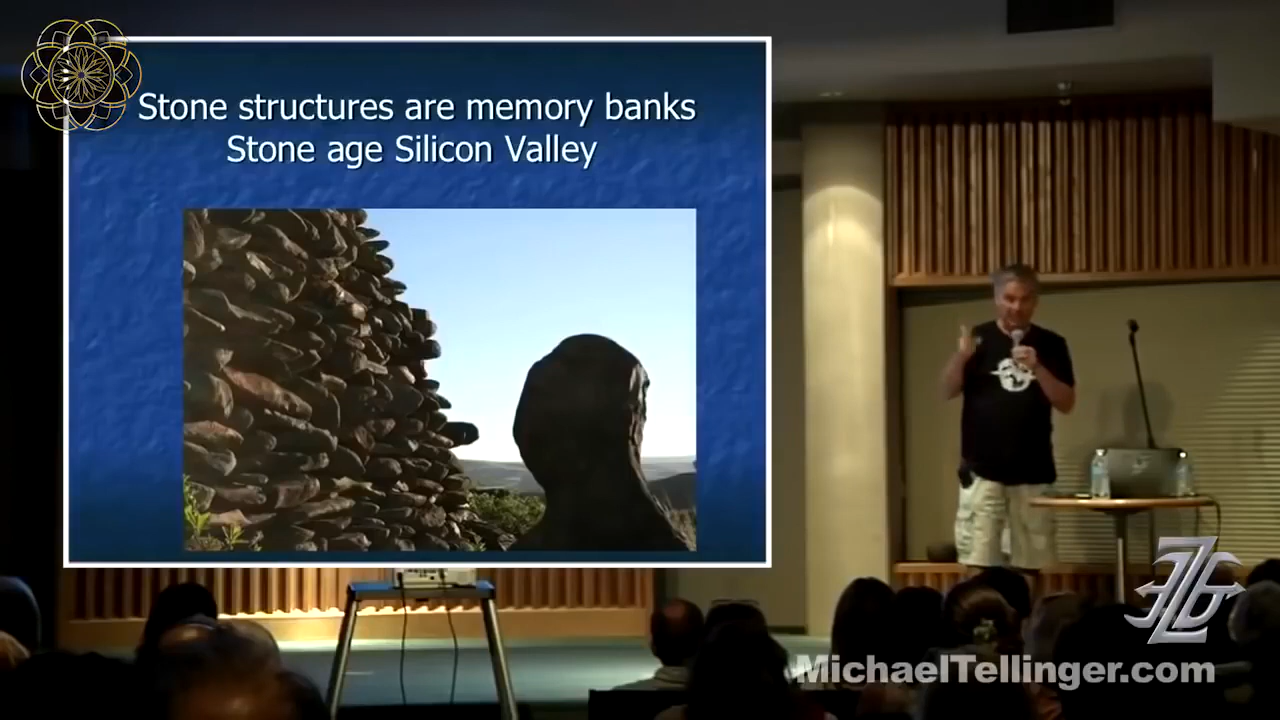 Stone structures are memory banks
Stone age Silicon Valley
MichaelTellinger.com